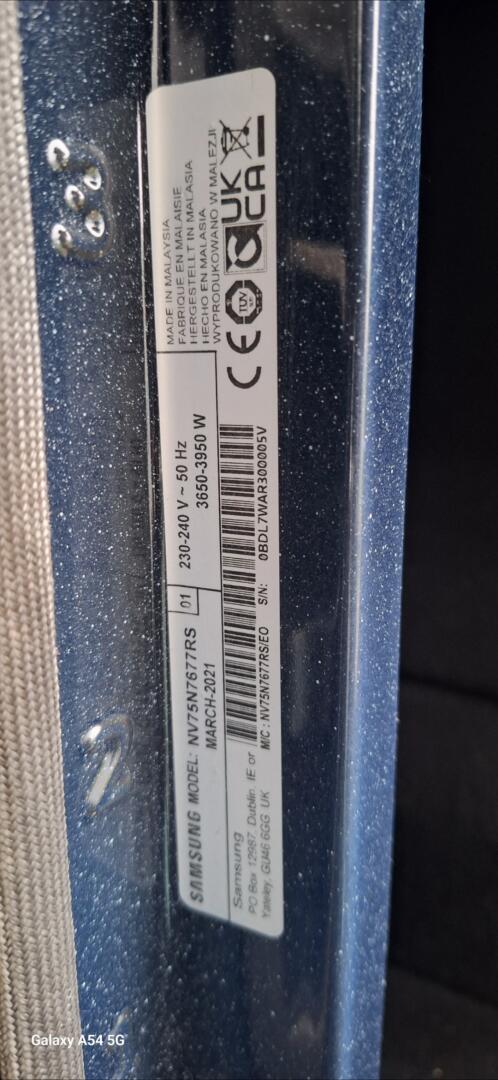 SAMSUNG MODEL: NV75N7677RS 01
MARCH-2021
230-240 V ~ 50 Hz
3650-3950 W
MADE IN MALAYSIA
FABRIQUE EN MALAISIE
HERGESTELLT IN MALASIA
HECHO EN MALASIA
WYPRODUKOWANO W MALEZJI
CE TÜV UK CA
Samsung
PO Box 12987, Dublin. IE or
Yateley, GU46 6GG. UK
M/C : NV75N7677RS/EO S/N: 0BDL7WAR300005V
Galaxy A54 5G